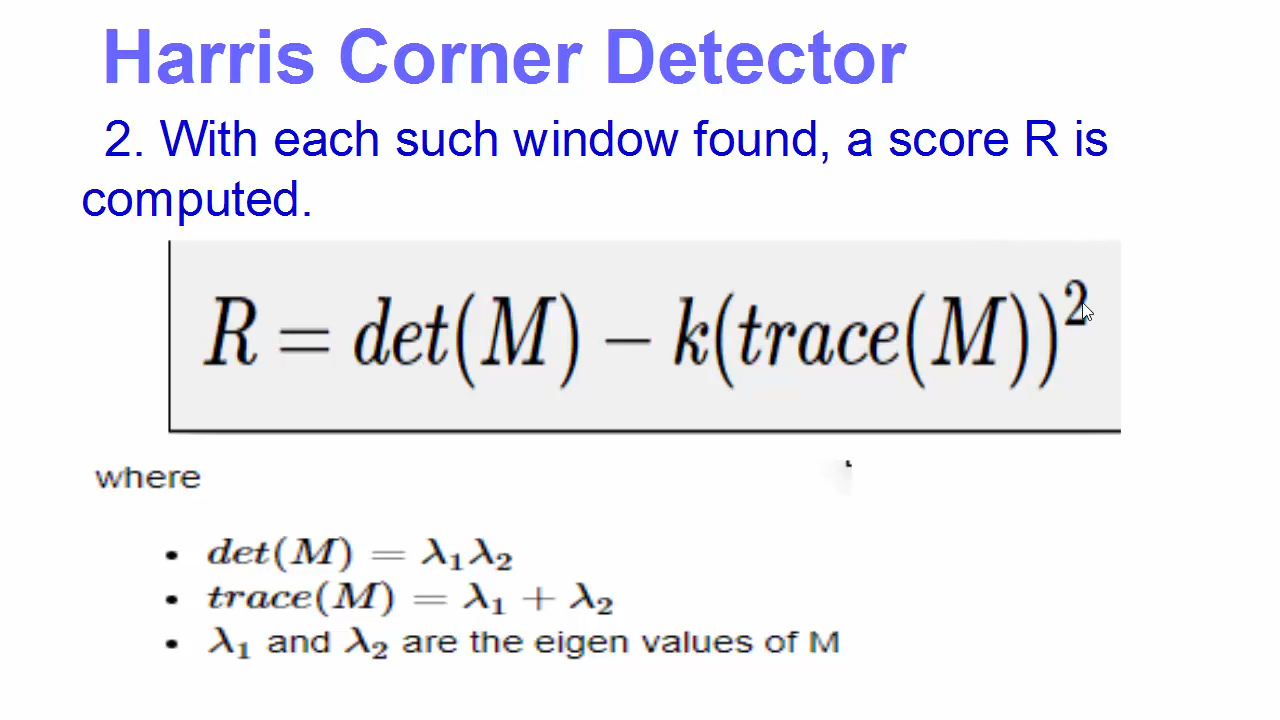 Harris Corner Detector
2. With each such window found, a score R is
computed.
R = det(M) − k(trace(M))²
where
• det(M) = λ₁λ₂
• trace(M) = λ₁ + λ₂
• λ₁ and λ₂ are the eigen values of M